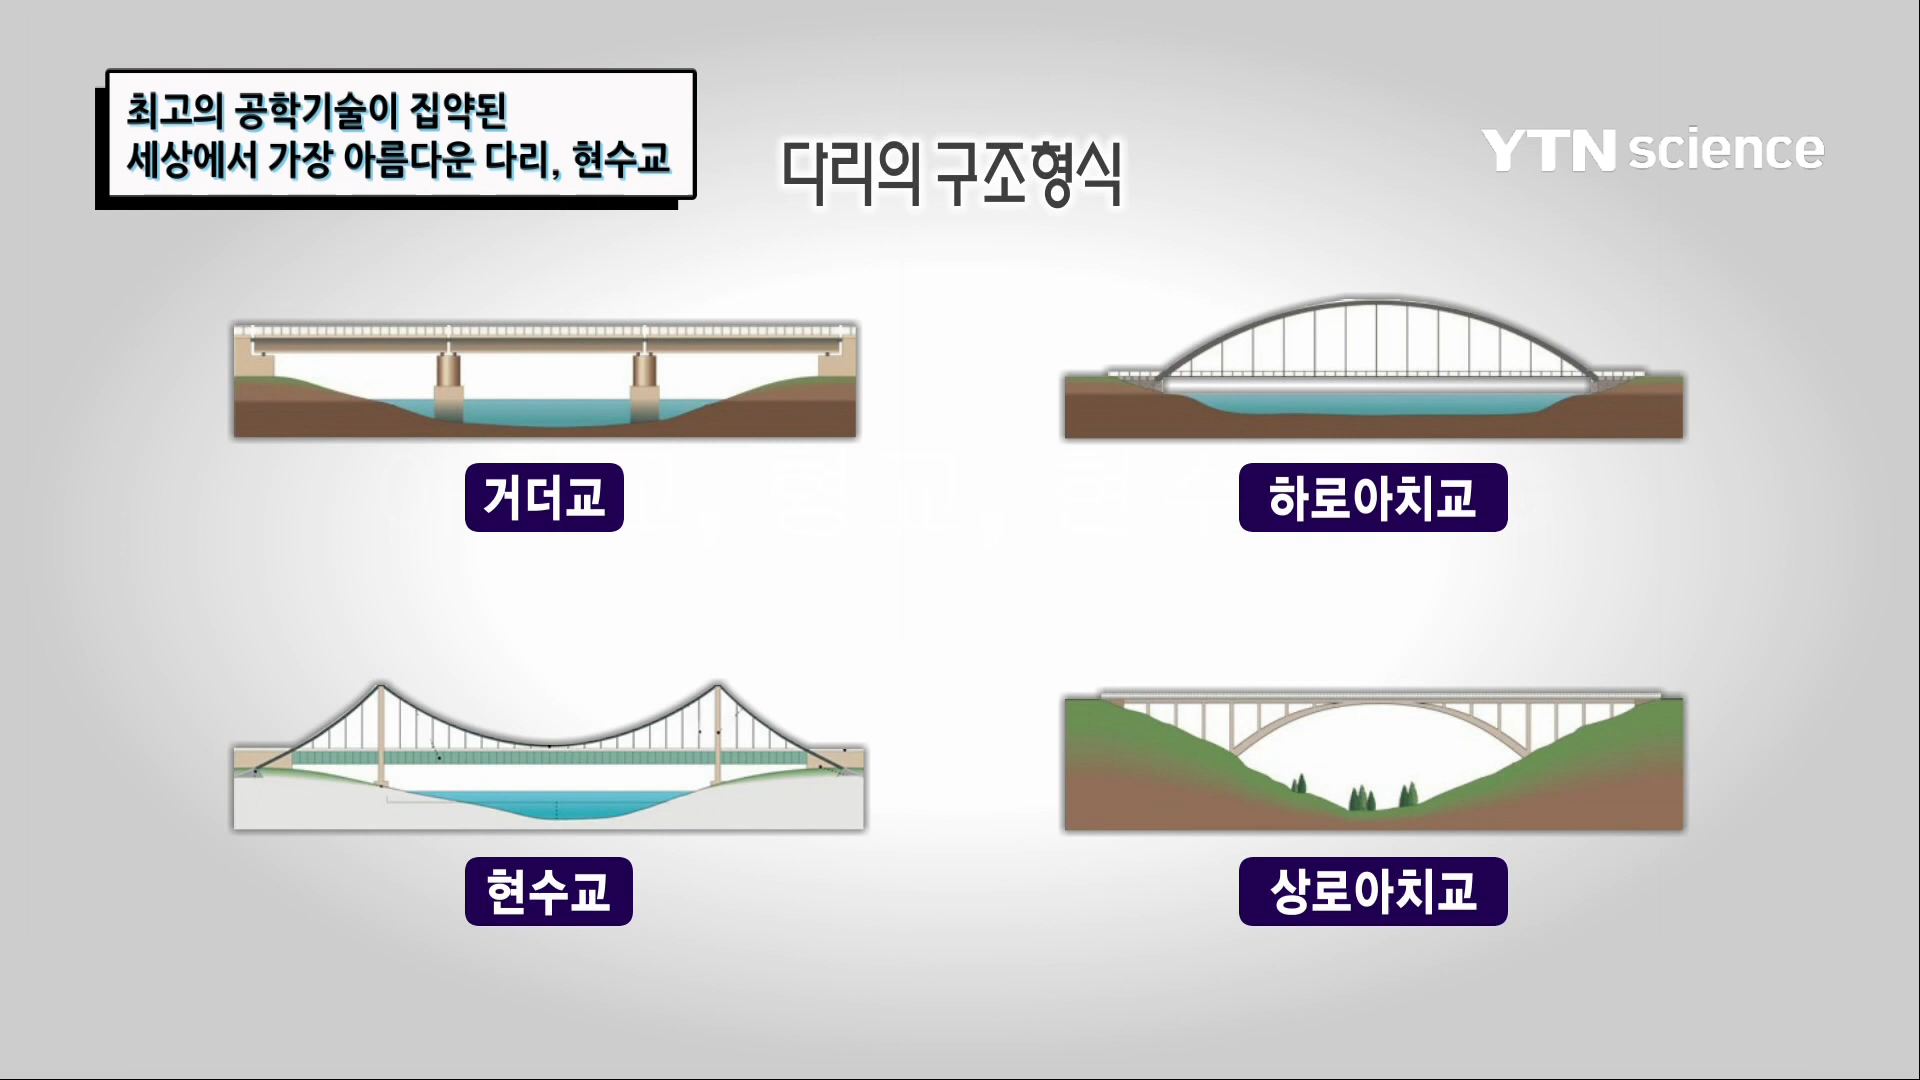 최고의 공학기술이 집약된
세상에서 가장 아름다운 다리, 현수교
다리의 구조형식
YTN science
거더교
하로아치교
현수교
상로아치교